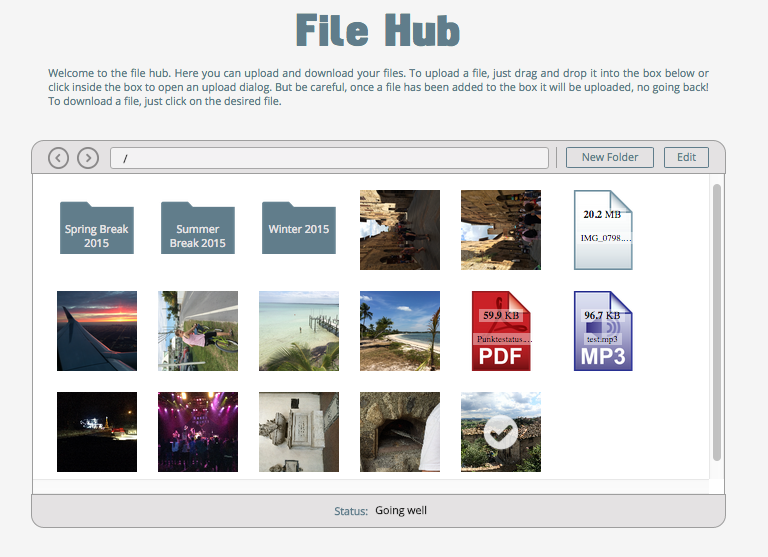 File Hub
Welcome to the file hub. Here you can upload and download your files. To upload a file, just drag and drop it into the box below or
click inside the box to open an upload dialog. But be careful, once a file has been added to the box it will be uploaded, no going back!
To download a file, just click on the desired file.
/
New Folder
Edit
Spring Break
2015
Summer
Break 2015
Winter 2015
20.2 MB
IMG_0798....
59.9 KB
Punktestatus...
PDF
96.7 KB
test.mp3
MP3
Status: Going well